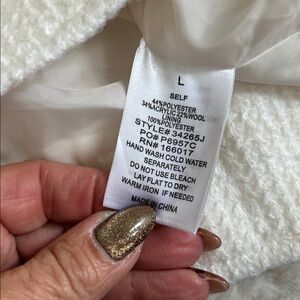 L
SELF
44%POLYESTER
34%ACRYLIC 22%WOOL
LINING
100%POLYESTER
STYLE# 34265J
PO# P6957C
RN# 166017
HAND WASH COLD WATER
SEPARATELY
DO NOT USE BLEACH
LAY FLAT TO DRY
WARM IRON IF NEEDED
MADE IN CHINA